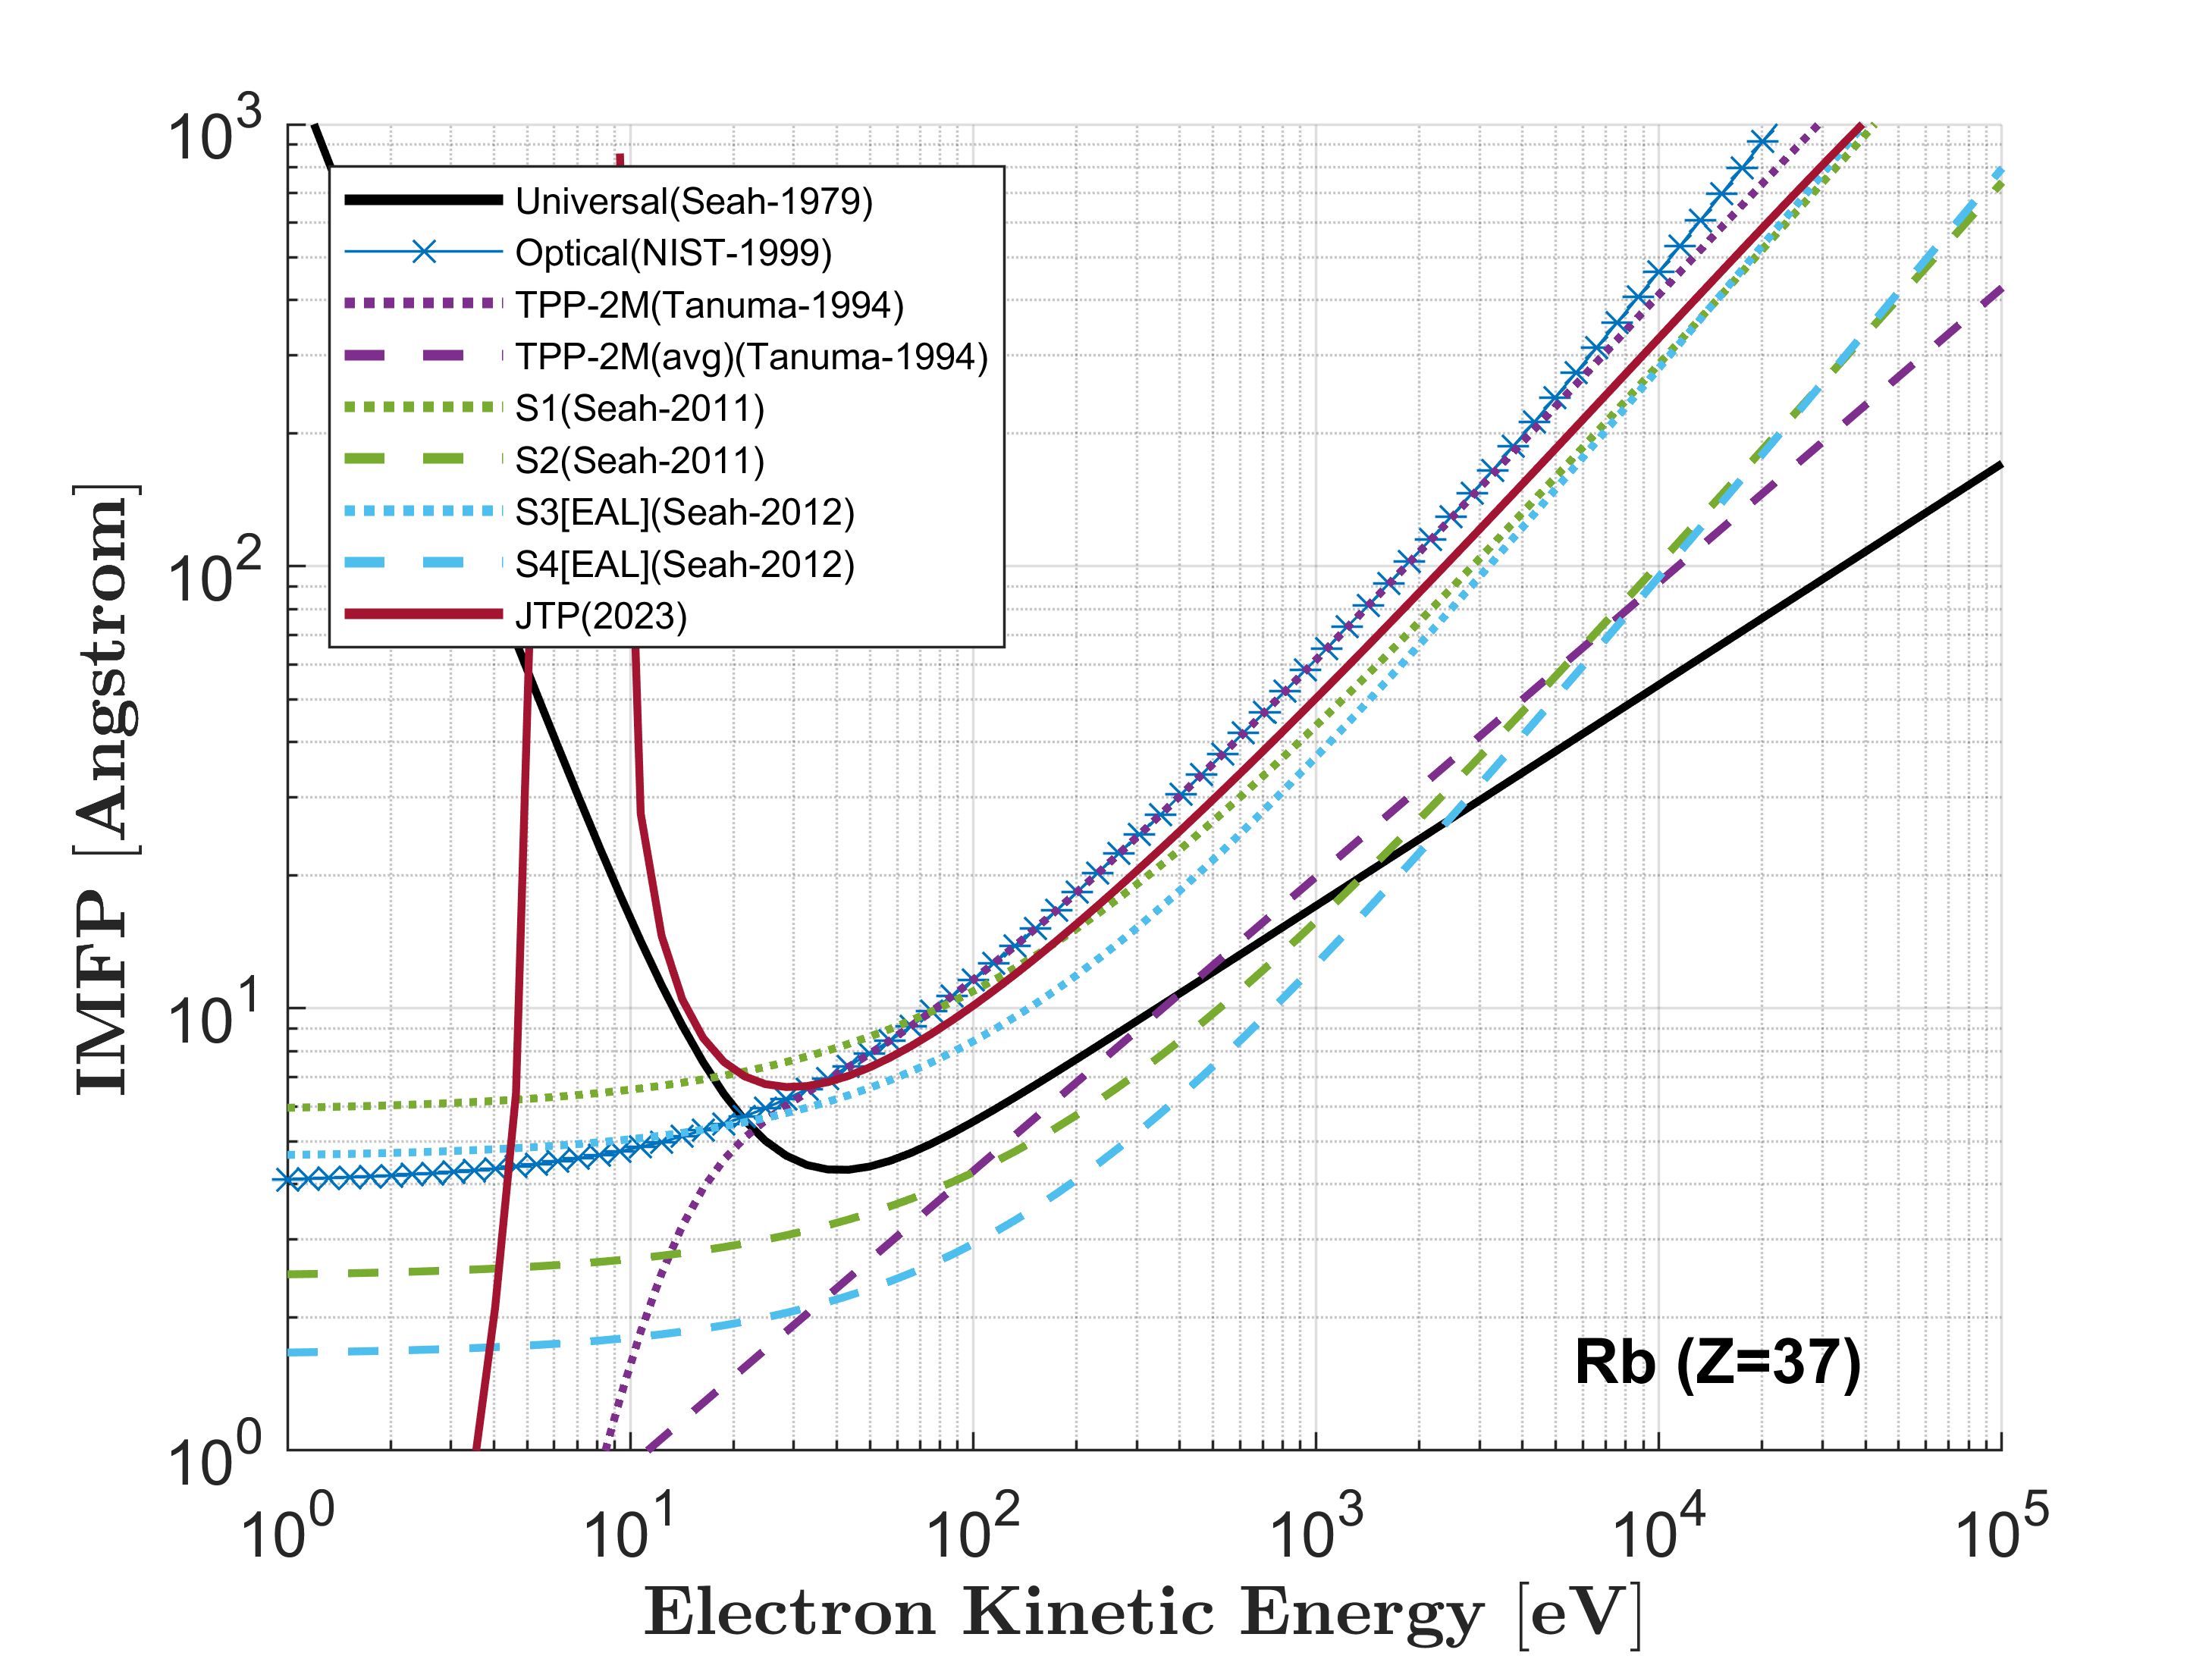 10^3
10^2
10^1
10^0
IMFP [Angstrom]
Universal(Seah-1979)
Optical(NIST-1999)
TPP-2M(Tanuma-1994)
TPP-2M(avg)(Tanuma-1994)
S1(Seah-2011)
S2(Seah-2011)
S3[EAL](Seah-2012)
S4[EAL](Seah-2012)
JTP(2023)
Rb (Z=37)
10^0 10^1 10^2 10^3 10^4 10^5
Electron Kinetic Energy [eV]